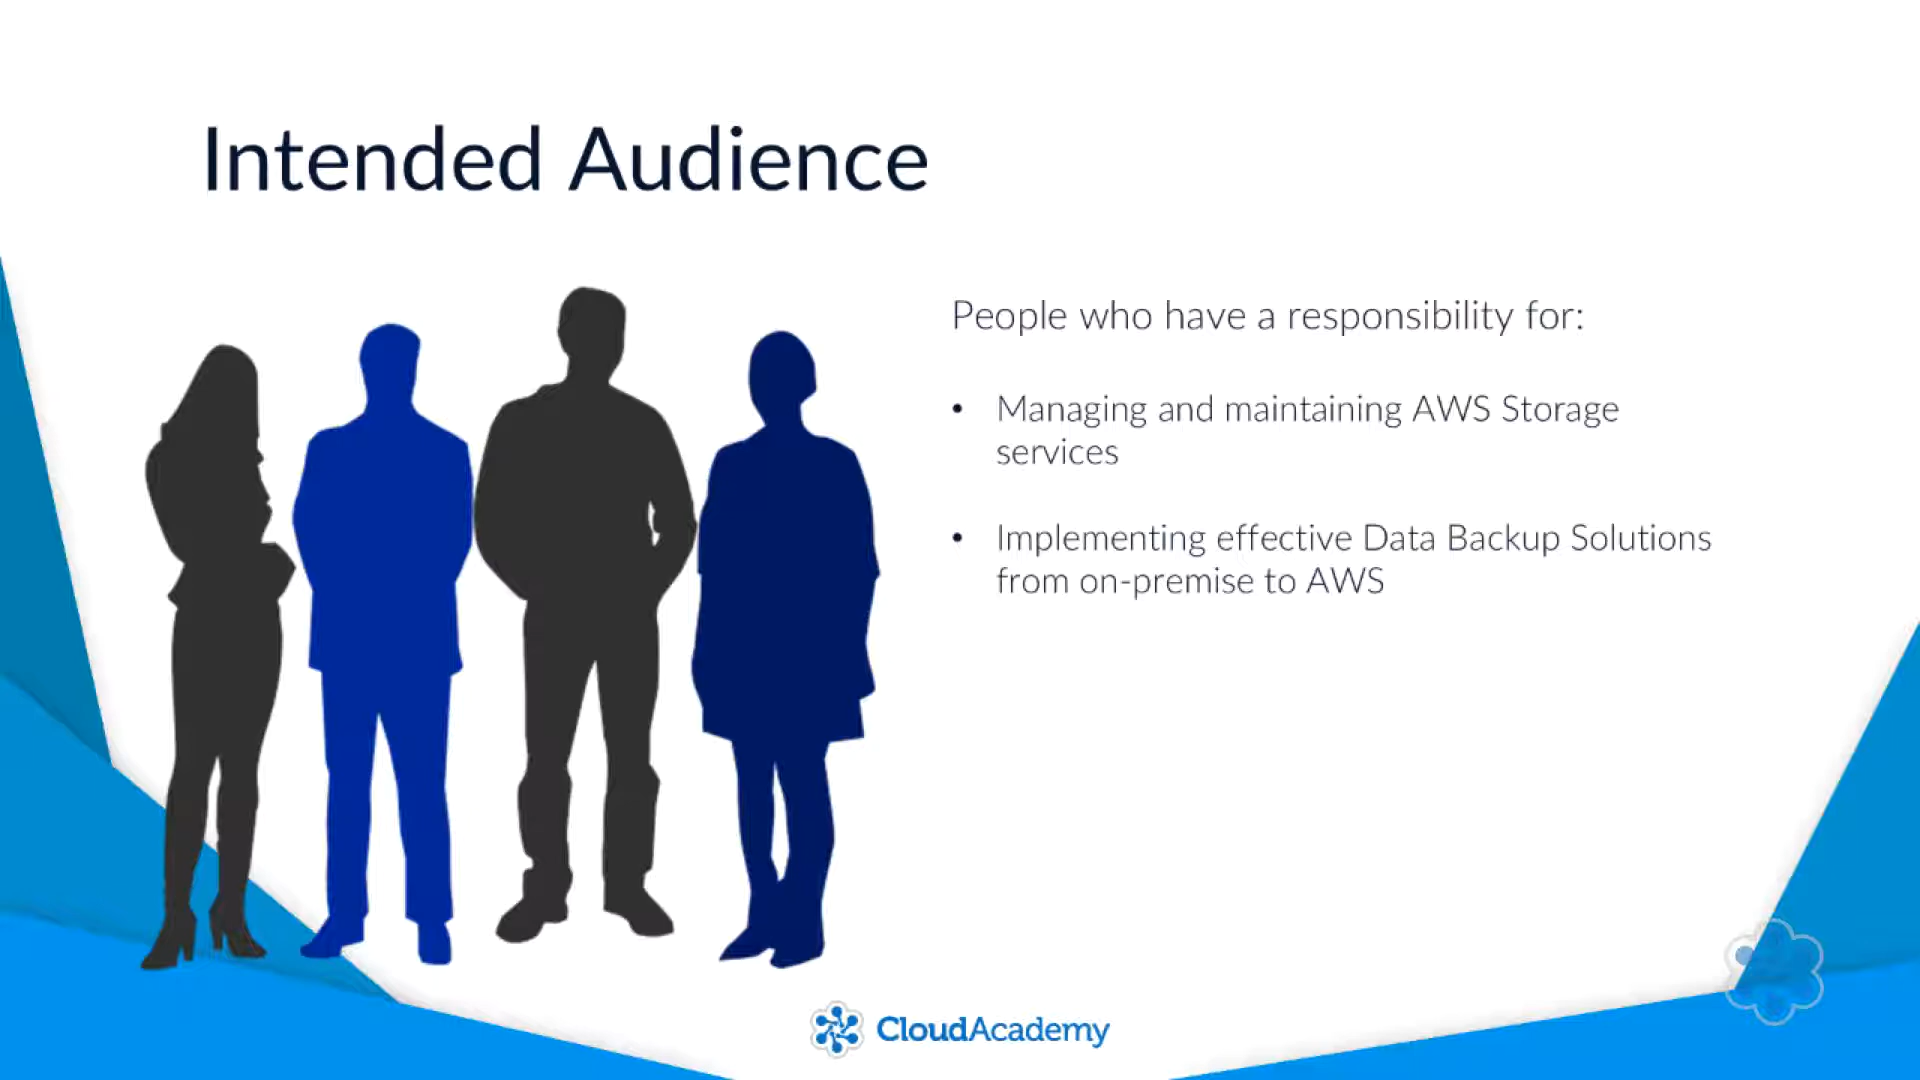 Intended Audience
People who have a responsibility for:
• Managing and maintaining AWS Storage
services
• Implementing effective Data Backup Solutions
from on-premise to AWS
CloudAcademy